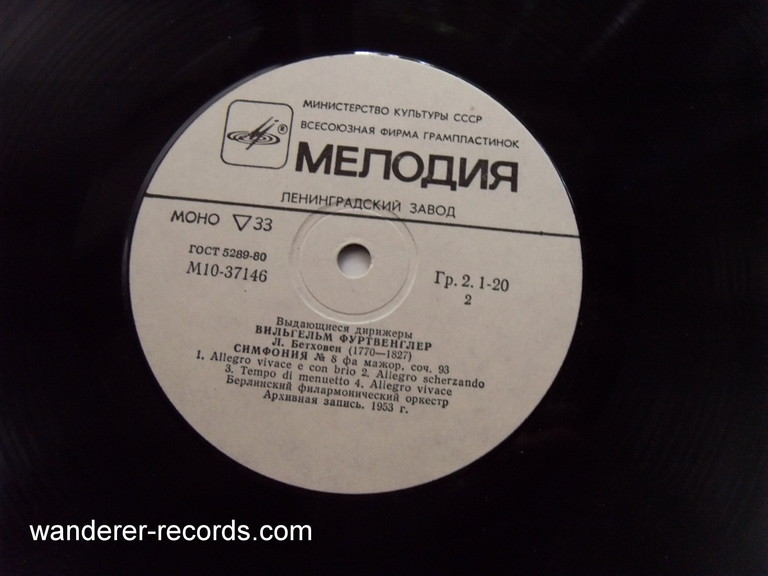 МИНИСТЕРСТВО КУЛЬТУРЫ СССР
ВСЕСОЮЗНАЯ ФИРМА ГРАМПЛАСТИНОК
® МЕЛОДИЯ
ЛЕНИНГРАДСКИЙ ЗАВОД
МОНО ▽ 33
ГОСТ 5289-80
М10-37146
Гр. 2. 1-20
2
Выдающиеся дирижеры
ВИЛЬГЕЛЬМ ФУРТВЕНГЛЕР
Л. Бетховен (1770—1827)
СИМФОНИЯ № 8 фа мажор, соч. 93
1. Allegro vivace e con brio 2. Allegro scherzando
3. Tempo di menuetto 4. Allegro vivace
Берлинский филармонический оркестр
Архивная запись. 1953 г.
wanderer-records.com